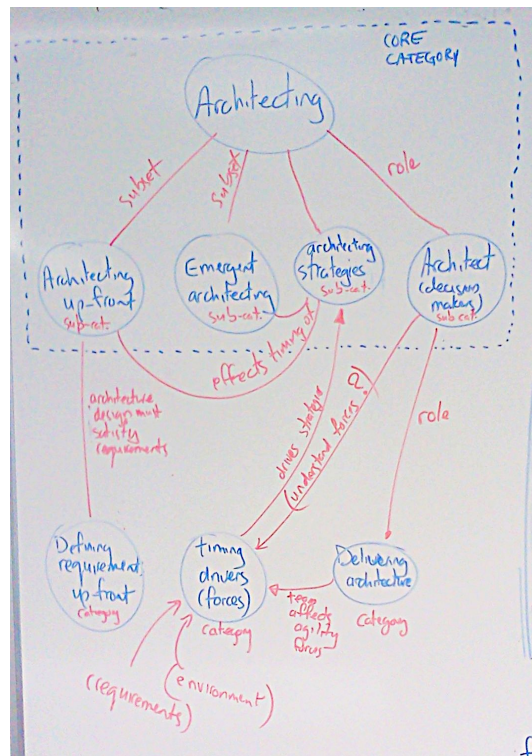 CORE
CATEGORY
Architecting
subset
subset
role
Architecting
up-front
sub-cat.
Emergent
architecting
sub-cat.
architecting
strategies
sub-cat.
Architect
(decision
makers)
sub cat.
effects timing of
architecture
design must
satisfy
requirements
drives strategies
(understand forces?)
role
Defining
requirements
up-front
category
timing
drivers
(forces)
category
Delivering
architecture
category
team
affects
agility
forces
(requirements)
(environment)